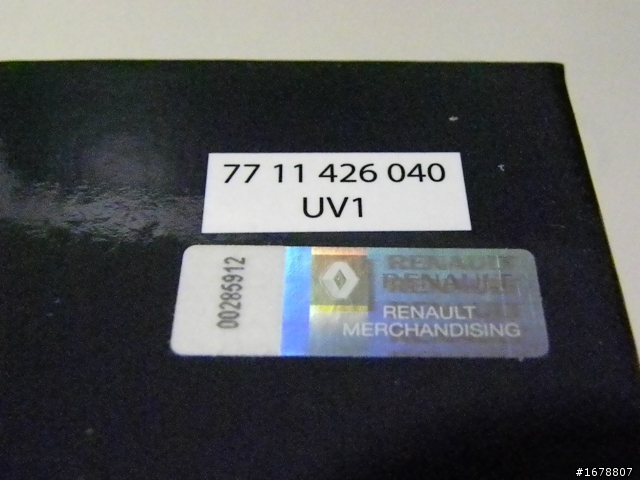 77 11 426 040
UV1
00285912
RENAULT
RENAULT
RENAULT
MERCHANDISING
#1678807